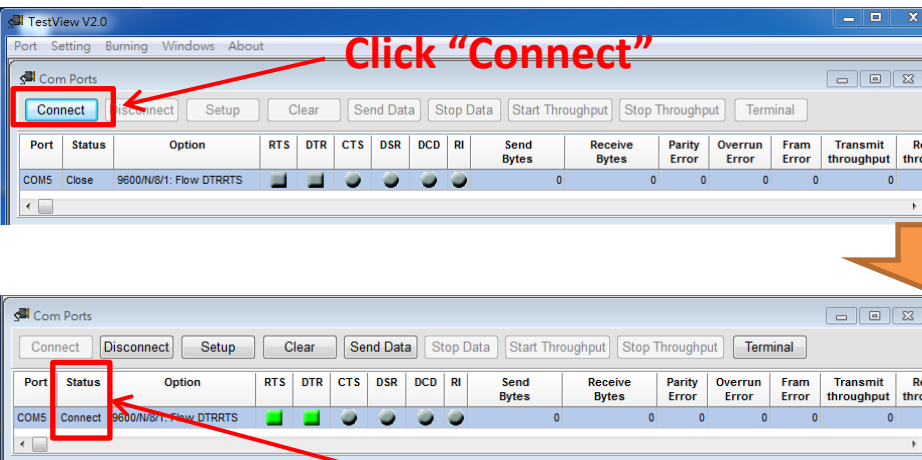 TestView V2.0
Port Setting Burning Windows About
Click “Connect”
Com Ports
Connect Disconnect Setup Clear Send Data Stop Data Start Throughput Stop Throughput Terminal
Port Status Option RTS DTR CTS DSR DCD RI Send Bytes Receive Bytes Parity Error Overrun Error Fram Error Transmit throughput
COM5 Close 9600/N/8/1: Flow DTRRTS 0 0 0 0 0 0
Com Ports
Connect Disconnect Setup Clear Send Data Stop Data Start Throughput Stop Throughput Terminal
Port Status Option RTS DTR CTS DSR DCD RI Send Bytes Receive Bytes Parity Error Overrun Error Fram Error Transmit throughput
COM5 Connect 9600/N/8/1: Flow DTRRTS 0 0 0 0 0 0